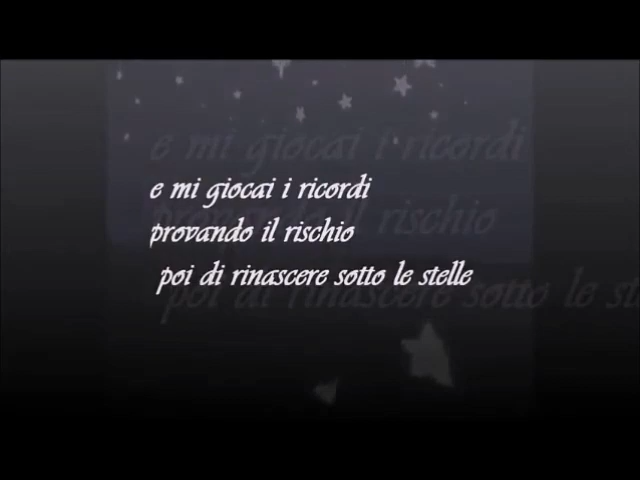 e mi giocai i ricordi
provando il rischio
poi di rinascere sotto le stelle